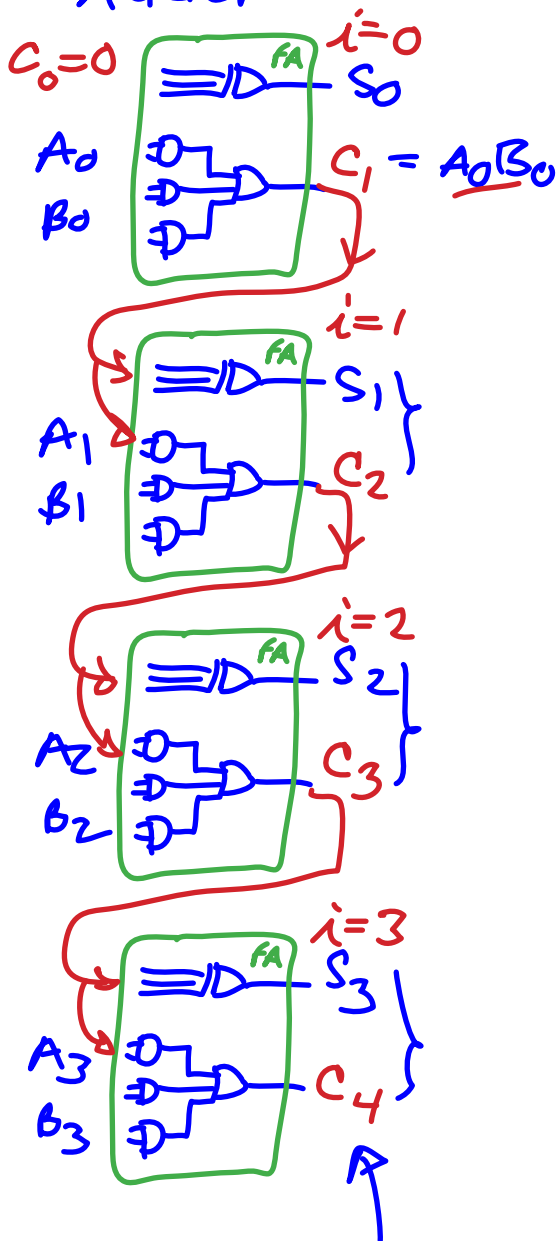 C₀=0 FA i=0
S₀
A₀ C₁ = A₀B₀
B₀
i=1
FA
S₁
A₁
C₂
B₁
i=2
FA
S₂
A₂ C₃
B₂
i=3
FA
S₃
A₃
C₄
B₃